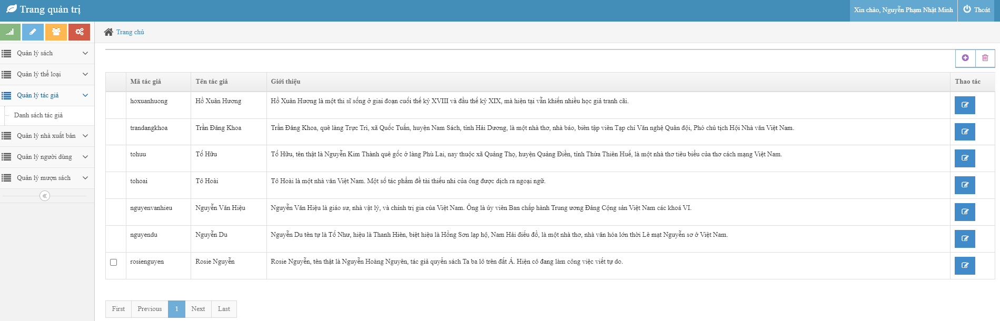 Trang quản trị
Xin chào, Nguyễn Phạm Nhật Minh
Thoát
Trang chủ
Quản lý sách
Quản lý thể loại
Quản lý tác giả
Danh sách tác giả
Quản lý nhà xuất bản
Quản lý người dùng
Quản lý mượn sách
Mã tác giả Tên tác giả Giới thiệu Thao tác
hoxuanhuong Hồ Xuân Hương Hồ Xuân Hương là một thi sĩ sống ở giai đoạn cuối thế kỷ XVIII và đầu thế kỷ XIX, mà hiện tại vẫn khiến nhiều học giả tranh cãi.
trandangkhoa Trần Đăng Khoa Trần Đăng Khoa, quê làng Trực Trì, xã Quốc Tuấn, huyện Nam Sách, tỉnh Hải Dương, là một nhà thơ, nhà báo, biên tập viên Tạp chí Văn nghệ Quân đội, Phó chủ tịch Hội Nhà văn Việt Nam.
tohuu Tố Hữu Tố Hữu, tên thật là Nguyễn Kim Thành quê gốc ở làng Phù Lai, nay thuộc xã Quảng Thọ, huyện Quảng Điền, tỉnh Thừa Thiên Huế, là một nhà thơ tiêu biểu của thơ cách mạng Việt Nam.
tohoai Tô Hoài Tô Hoài là một nhà văn Việt Nam. Một số tác phẩm đề tài thiếu nhi của ông được dịch ra ngoại ngữ.
nguyenvanhieu Nguyễn Văn Hiệu Nguyễn Văn Hiệu là giáo sư, nhà vật lý, và chính trị gia của Việt Nam. Ông là ủy viên Ban chấp hành Trung ương Đảng Cộng sản Việt Nam các khoá VI.
nguyendu Nguyễn Du Nguyễn Du tên tự là Tố Như, hiệu là Thanh Hiên, biệt hiệu là Hồng Sơn lạp hộ, Nam Hải điếu đồ, là một nhà thơ, nhà văn hóa lớn thời Lê mạt Nguyễn sơ ở Việt Nam.
rosienguyen Rosie Nguyễn Rosie Nguyễn, tên thật là Nguyễn Hoàng Nguyên, tác giả quyển sách Ta ba lô trên đất Á. Hiện cô đang làm công việc viết tự do.
First Previous 1 Next Last